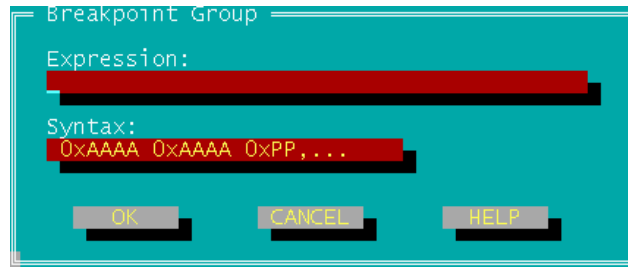 Breakpoint Group
Expression:
Syntax:
0xAAAA 0xAAAA 0xPP,...
OK CANCEL HELP